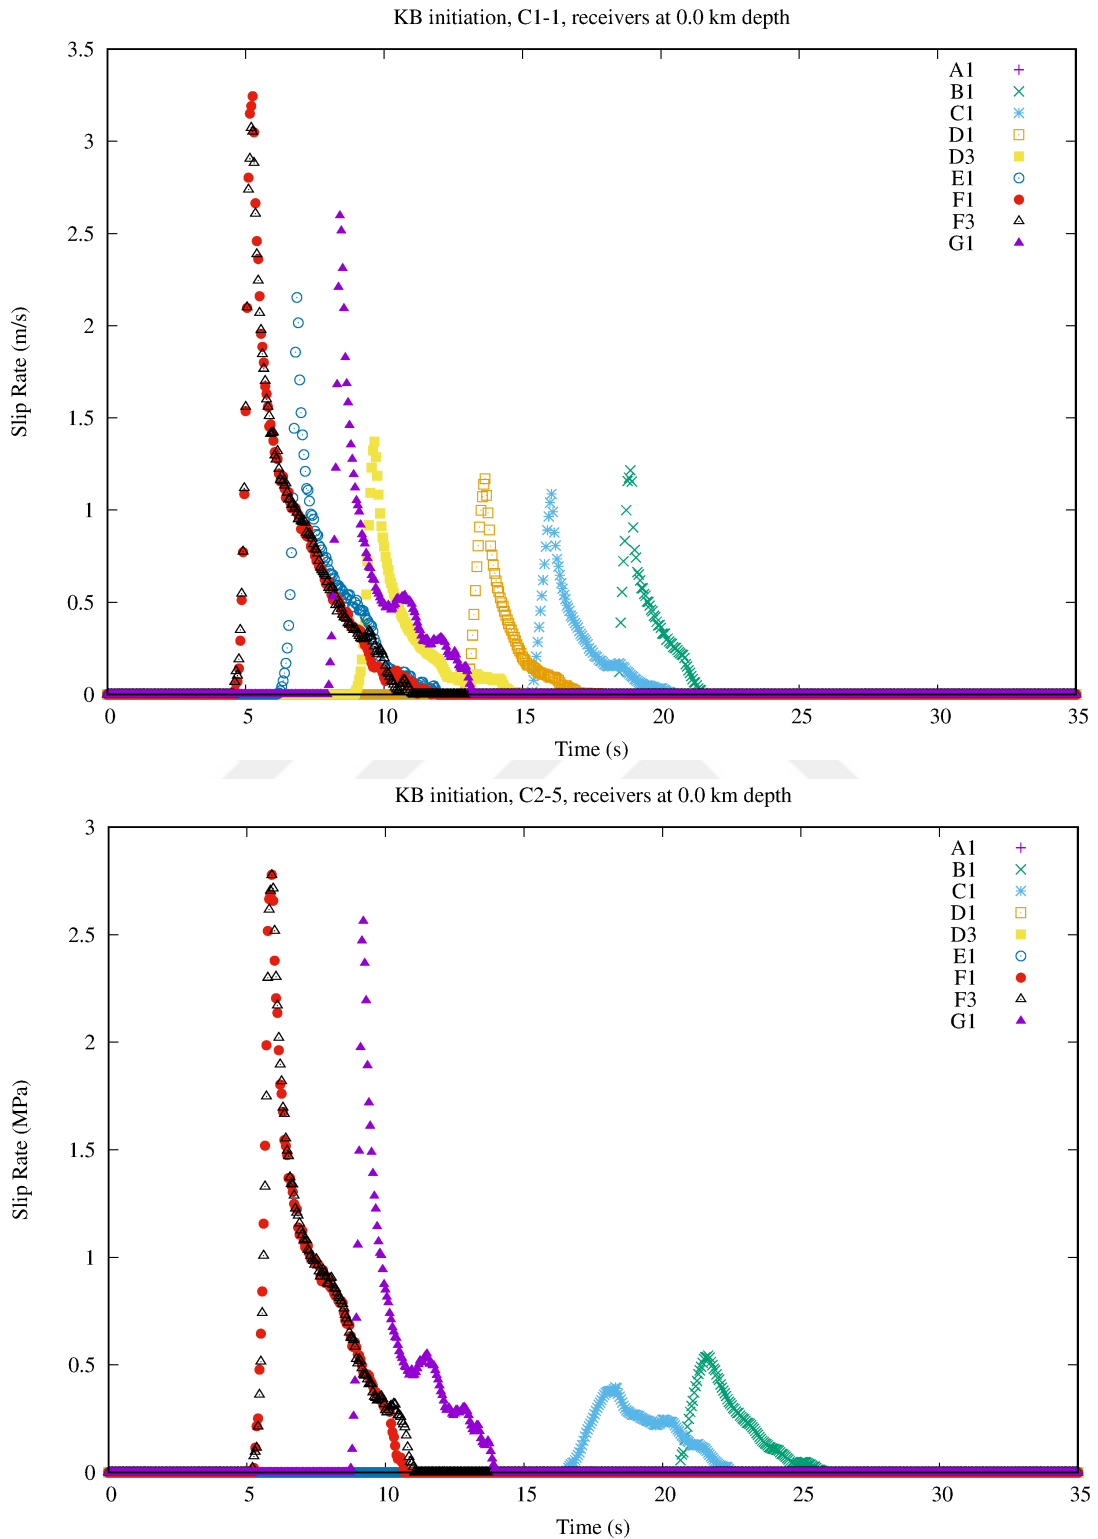 KB initiation, C1-1, receivers at 0.0 km depth
3.5
3
2.5
2
1.5
1
0.5
0
Slip Rate (m/s)
A1
B1
C1
D1
D3
E1
F1
F3
G1
0 5 10 15 20 25 30 35
Time (s)
KB initiation, C2-5, receivers at 0.0 km depth
3
2.5
2
1.5
1
0.5
0
Slip Rate (MPa)
A1
B1
C1
D1
D3
E1
F1
F3
G1
0 5 10 15 20 25 30 35
Time (s)